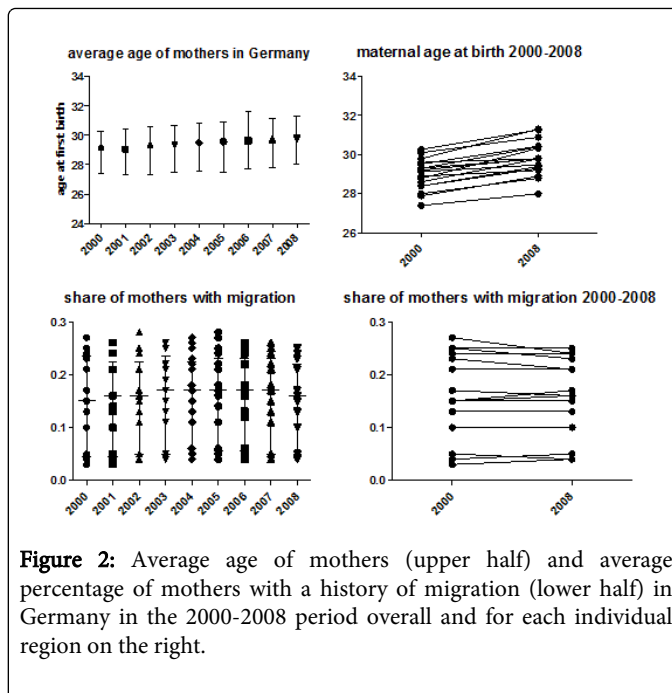 average age of mothers in Germany
age at first birth
34
32
30
28
26
24
2000 2001 2002 2003 2004 2005 2006 2007 2008
maternal age at birth 2000-2008
34
32
30
28
26
2000 2008
share of mothers with migration
0.3
0.2
0.1
0.0
2000 2001 2002 2003 2004 2005 2006 2007 2008
share of mothers with migration 2000-2008
0.3
0.2
0.1
0.0
2000 2008
Figure 2: Average age of mothers (upper half) and average
percentage of mothers with a history of migration (lower half) in
Germany in the 2000-2008 period overall and for each individual
region on the right.